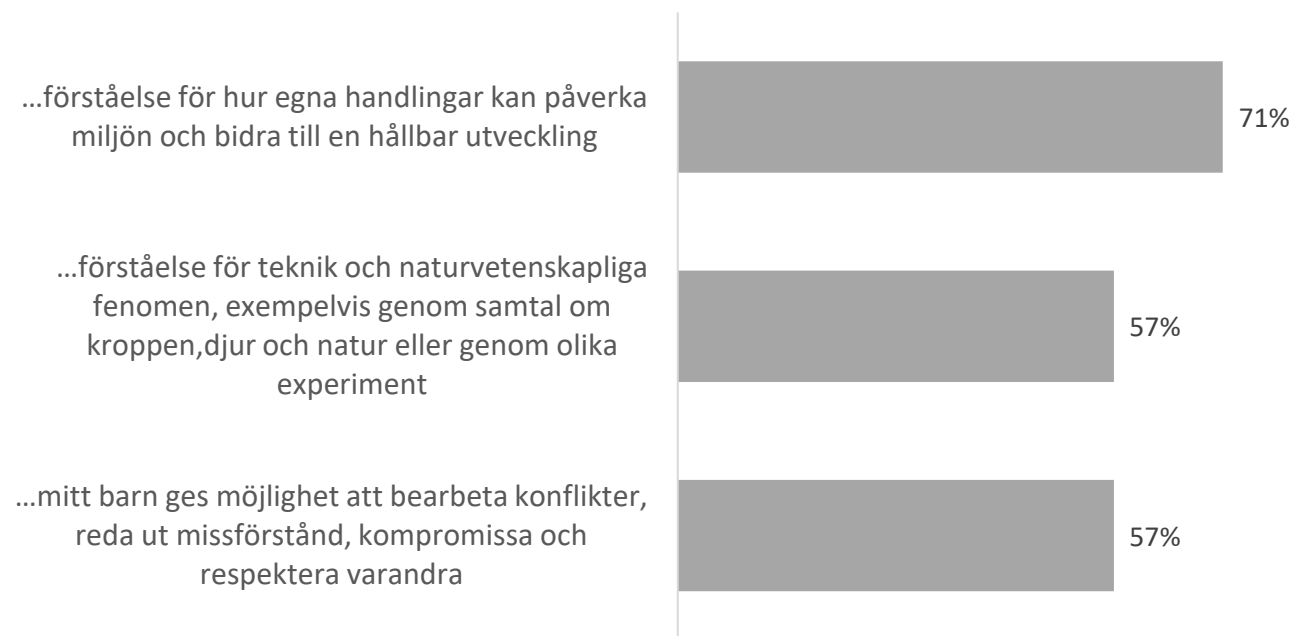 ...förståelse för hur egna handlingar kan påverka
miljön och bidra till en hållbar utveckling
71%
...förståelse för teknik och naturvetenskapliga
fenomen, exempelvis genom samtal om
kroppen,djur och natur eller genom olika
experiment
57%
...mitt barn ges möjlighet att bearbeta konflikter,
reda ut missförstånd, kompromissa och
respektera varandra
57%